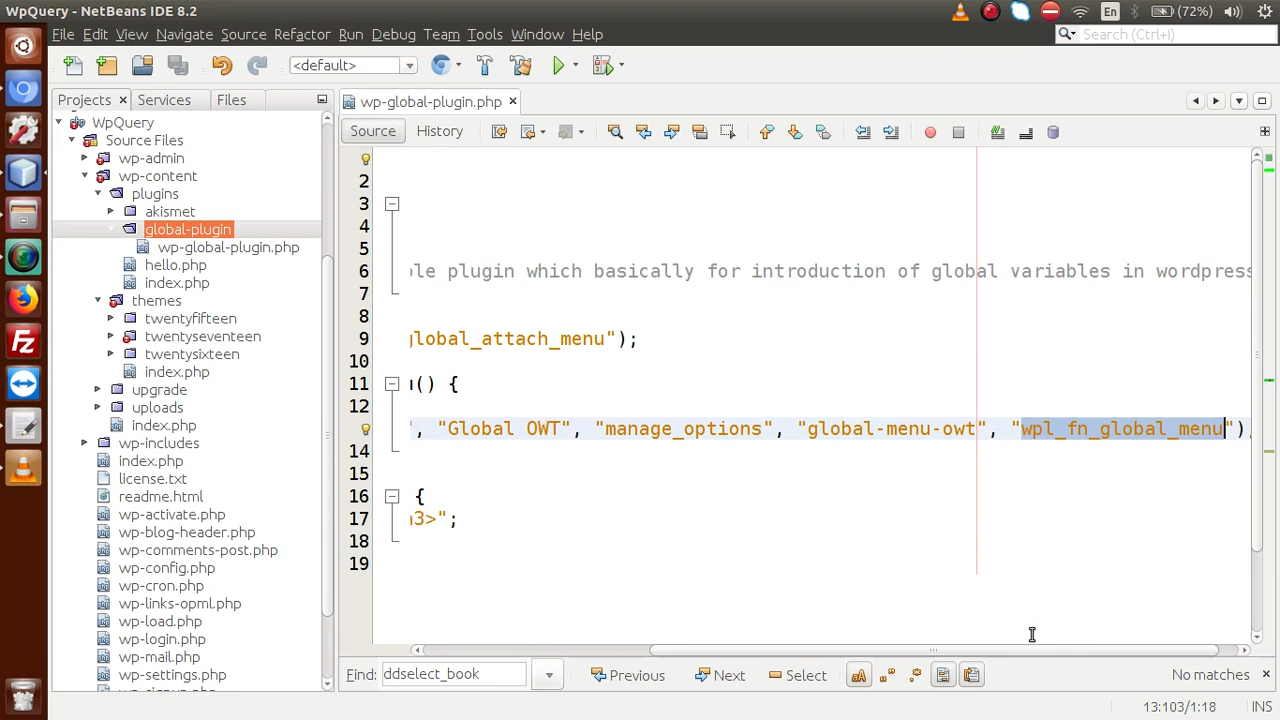 WpQuery - NetBeans IDE 8.2
En
(72%)
File Edit View Navigate Source Refactor Run Debug Team Tools Window Help
Search (Ctrl+I)
<default>
Projects Services Files
wp-global-plugin.php
Source History
WpQuery
Source Files
wp-admin
wp-content
plugins
akismet
global-plugin
wp-global-plugin.php
hello.php
index.php
themes
twentyfifteen
twentyseventeen
twentysixteen
index.php
upgrade
uploads
index.php
wp-includes
index.php
license.txt
readme.html
wp-activate.php
wp-blog-header.php
wp-comments-post.php
wp-config.php
wp-cron.php
wp-links-opml.php
wp-load.php
wp-login.php
wp-mail.php
wp-settings.php
2
3
4
5
6 le plugin which basically for introduction of global variables in wordpress
7
8
9 lobal_attach_menu");
10
11 () {
12
", "Global OWT", "manage_options", "global-menu-owt", "wpl_fn_global_menu")
14
15
16 {
17 3>";
18
19
Find: ddselect_book Previous Next Select No matches
13:103/1:18 INS